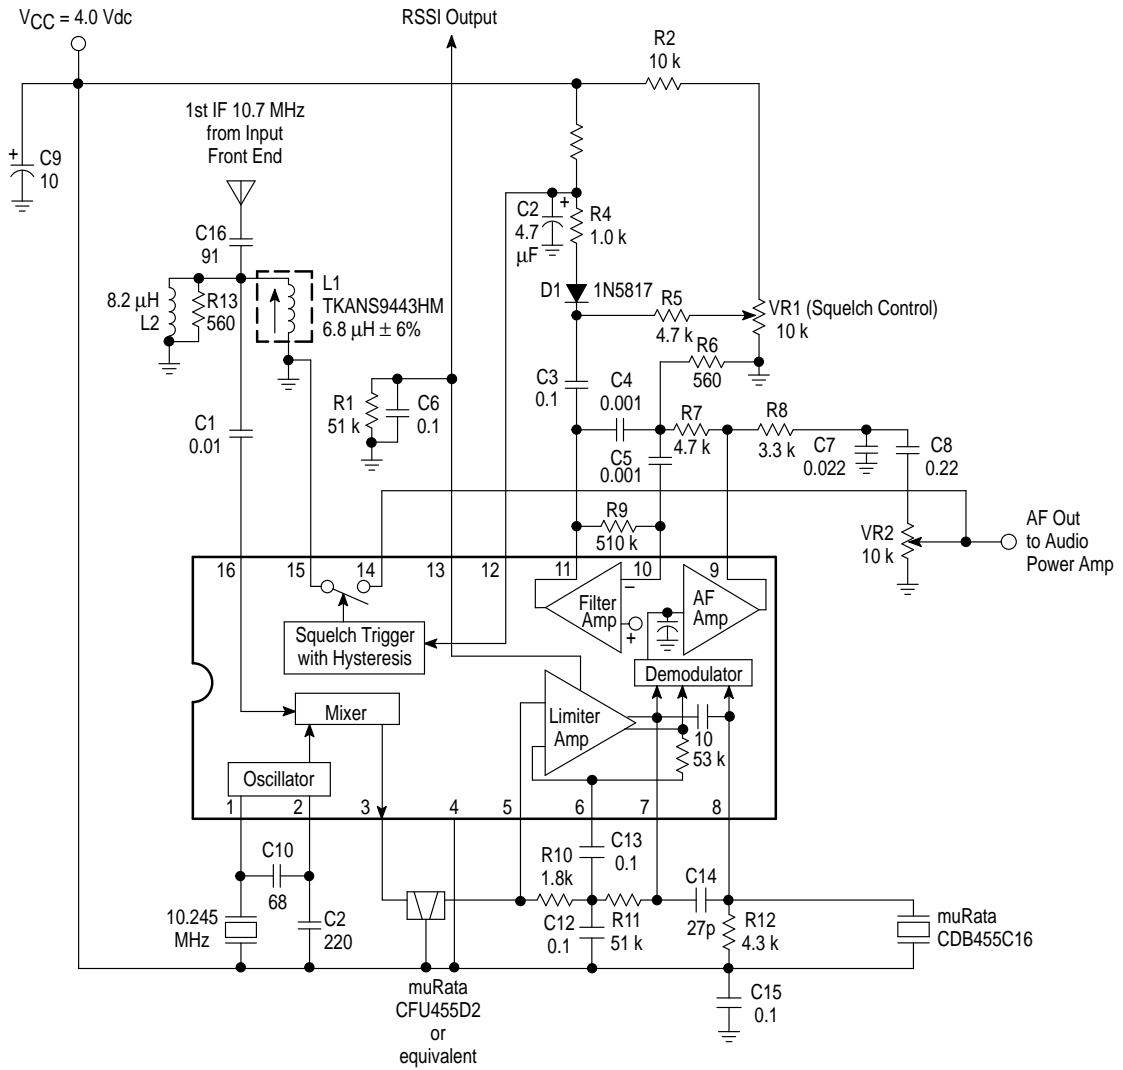 VCC = 4.0 Vdc
RSSI Output
R2
10 k
1st IF 10.7 MHz
from Input
Front End
+
C9
10
C16
91
C2
4.7
µF
+
R4
1.0 k
8.2 µH
L2
R13
560
L1
TKANS9443HM
6.8 µH ± 6%
D1
1N5817
R5
4.7 k
VR1 (Squelch Control)
10 k
R6
560
C3
0.1
C4
0.001
R1
51 k
C6
0.1
R7
4.7 k
R8
3.3 k
C7
0.022
C8
0.22
C1
0.01
C5
0.001
R9
510 k
VR2
10 k
AF Out
to Audio
Power Amp
16
15
14
13
12
11
10
9
Filter
Amp
–
+
AF
Amp
Squelch Trigger
with Hysteresis
Demodulator
Mixer
Limiter
Amp
10
53 k
Oscillator
1
2
3
4
5
6
7
8
C10
68
R10
1.8k
C13
0.1
C14
27p
10.245
MHz
C2
220
C12
0.1
R11
51 k
R12
4.3 k
muRata
CDB455C16
muRata
CFU455D2
or
equivalent
C15
0.1